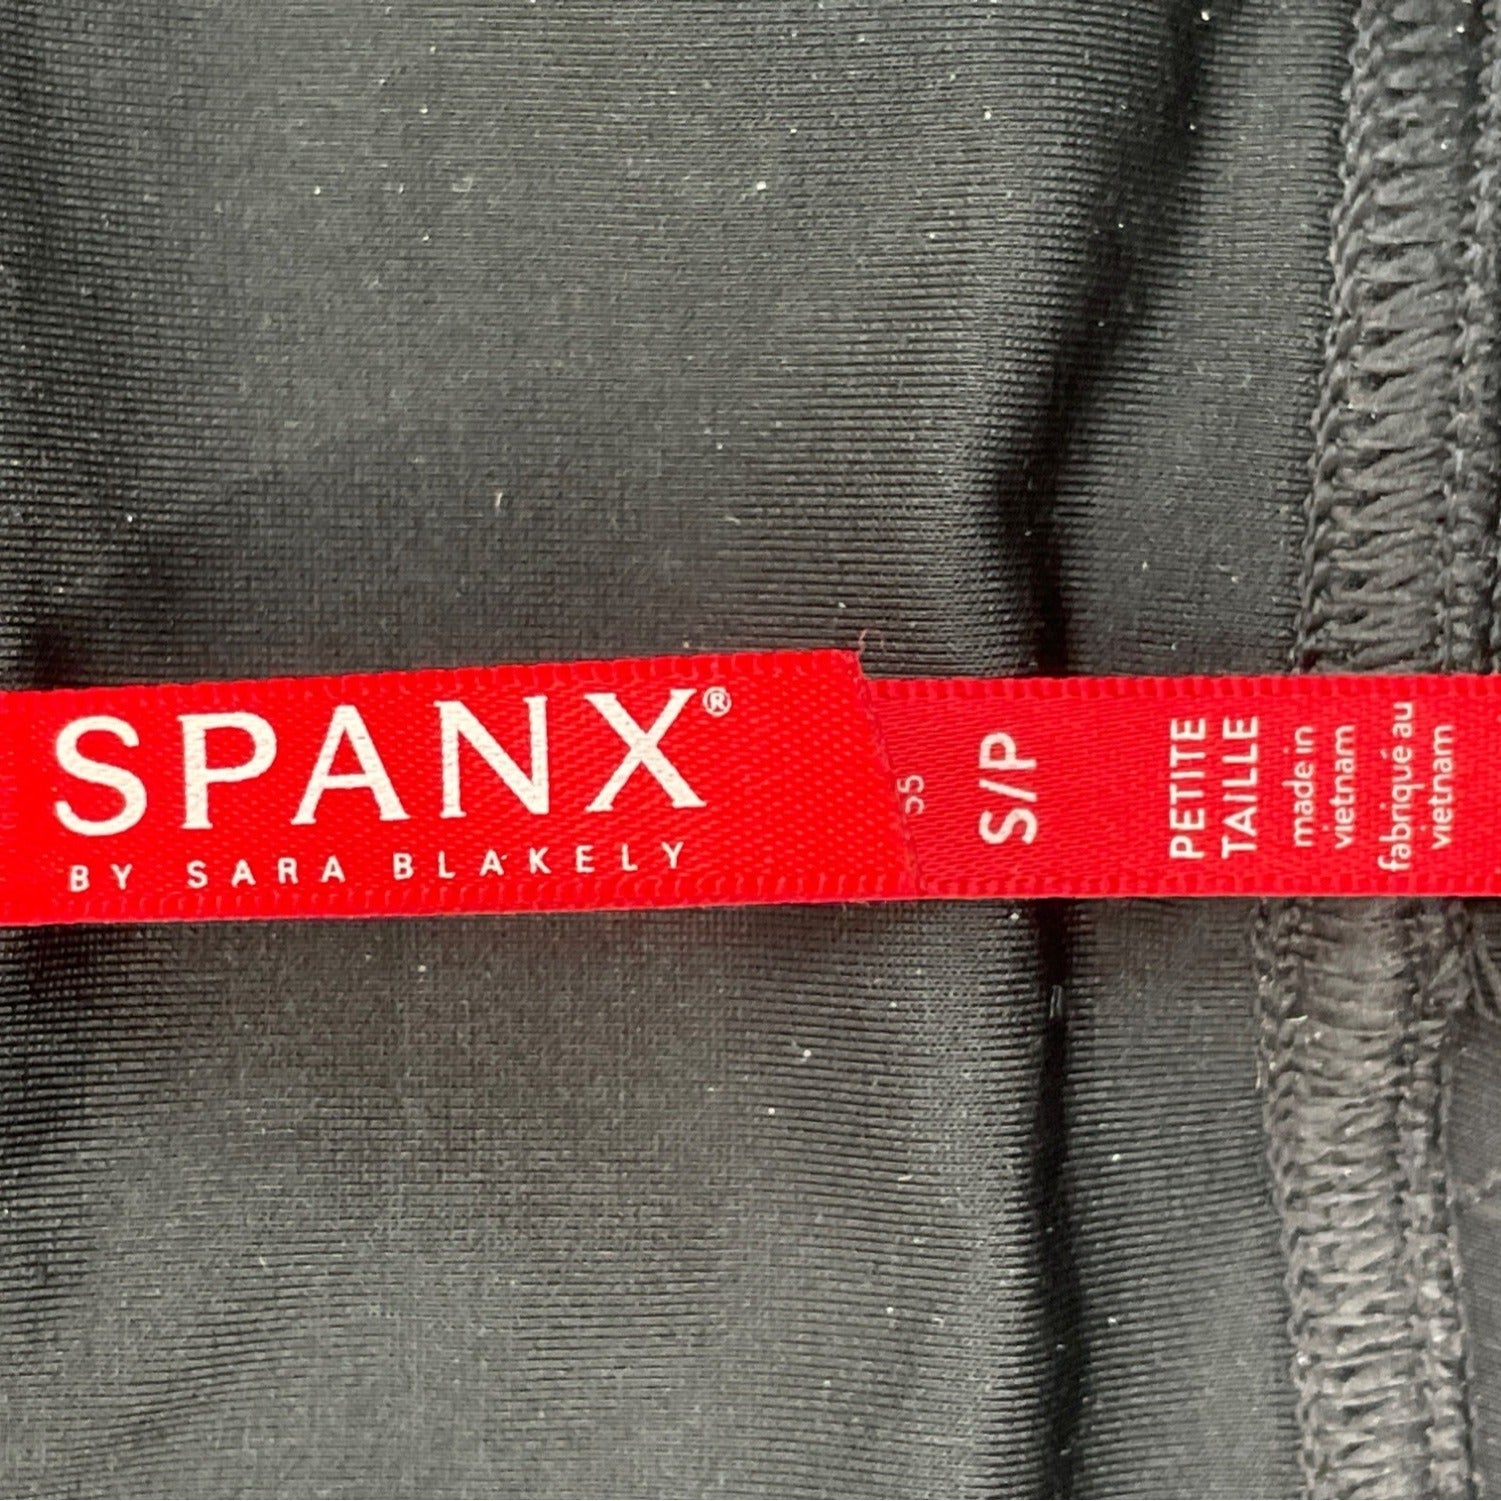 SPANX®
BY SARA BLAKELY
S/P
PETITE
TAILLE
made in
vietnam
fabriqué au
vietnam